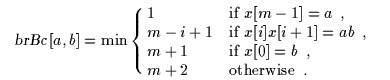 brBc[a, b] = min { 1 if x[m − 1] = a ,
m − i + 1 if x[i]x[i + 1] = ab ,
m + 1 if x[0] = b ,
m + 2 otherwise .